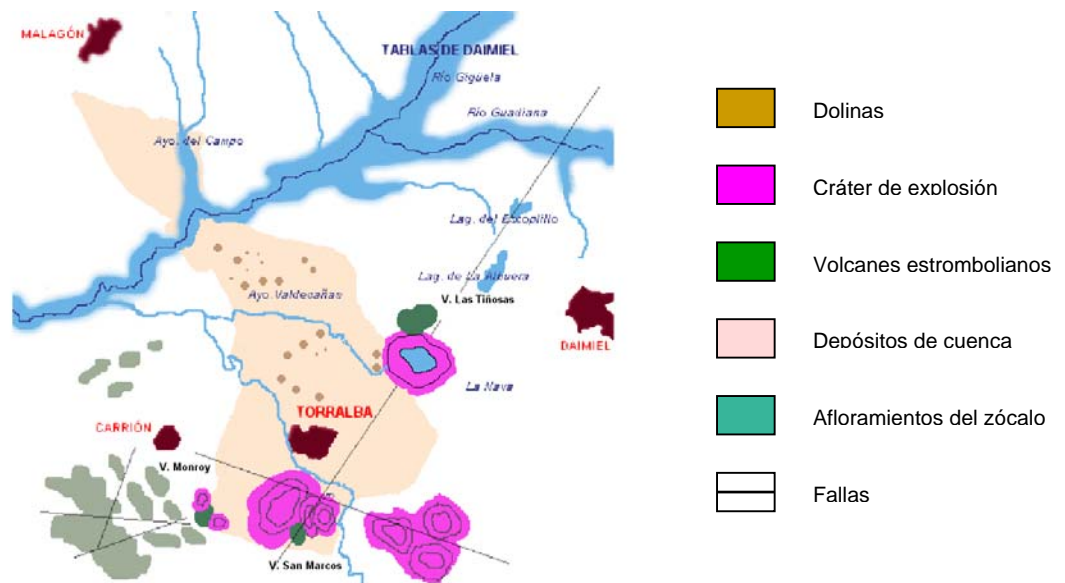 MALAGÓN
TABLAS DE DAIMIEL
Río Giguela
Río Guadiana
Ayo. del Campo
Lag. del Escoplillo
Lag. de La Albuera
Ayo. Valdecañas
V. Las Tiñosas
DAIMIEL
La Nava
TORRALBA
CARRIÓN
V. Monroy
V. San Marcos
Dolinas
Cráter de explosión
Volcanes estrombolianos
Depósitos de cuenca
Afloramientos del zócalo
Fallas